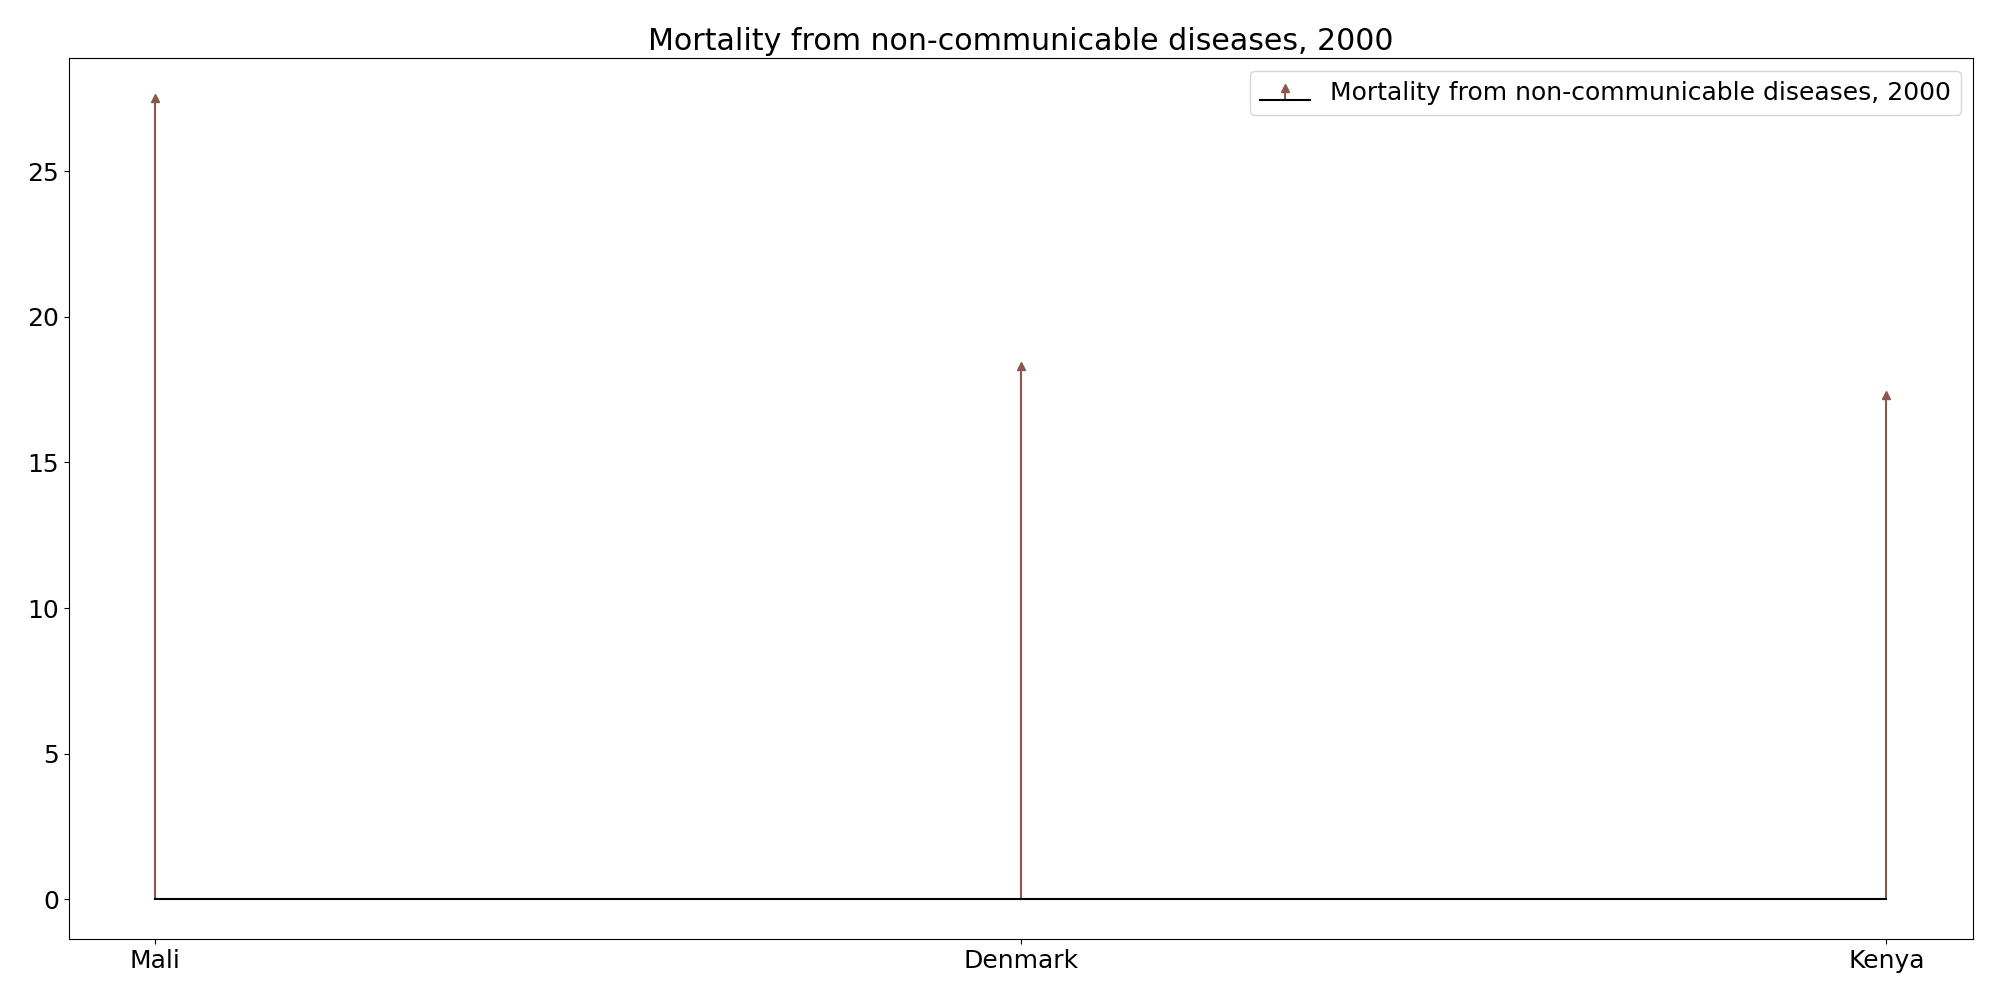 Mortality from non-communicable diseases, 2000
Mortality from non-communicable diseases, 2000
25
20
15
10
5
0
Mali Denmark Kenya